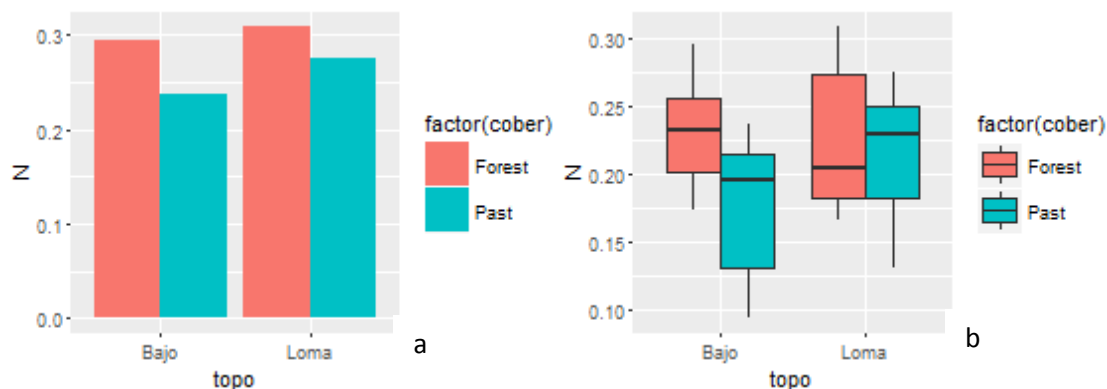 N
0.3
0.2
0.1
0.0
Bajo
Loma
topo
factor(cober)
Forest
Past
a
N
0.30
0.25
0.20
0.15
0.10
Bajo
Loma
topo
factor(cober)
Forest
Past
b